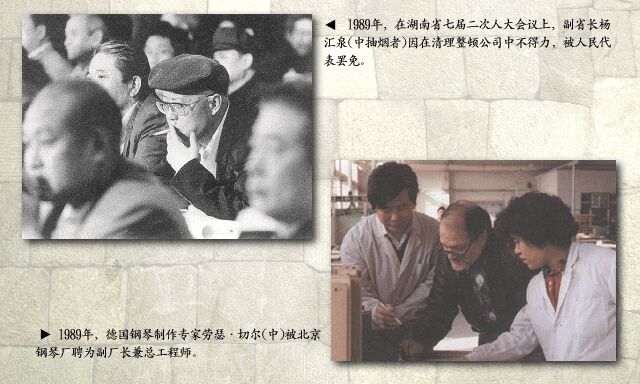 ◀ 1989年，在湖南省七届二次人大会议上，副省长杨
汇泉(中抽烟者)因在清理整顿公司中不得力，被人民代
表罢免。
▶ 1989年，德国钢琴制作专家劳瑟·切尔(中)被北京
钢琴厂聘为副厂长兼总工程师。